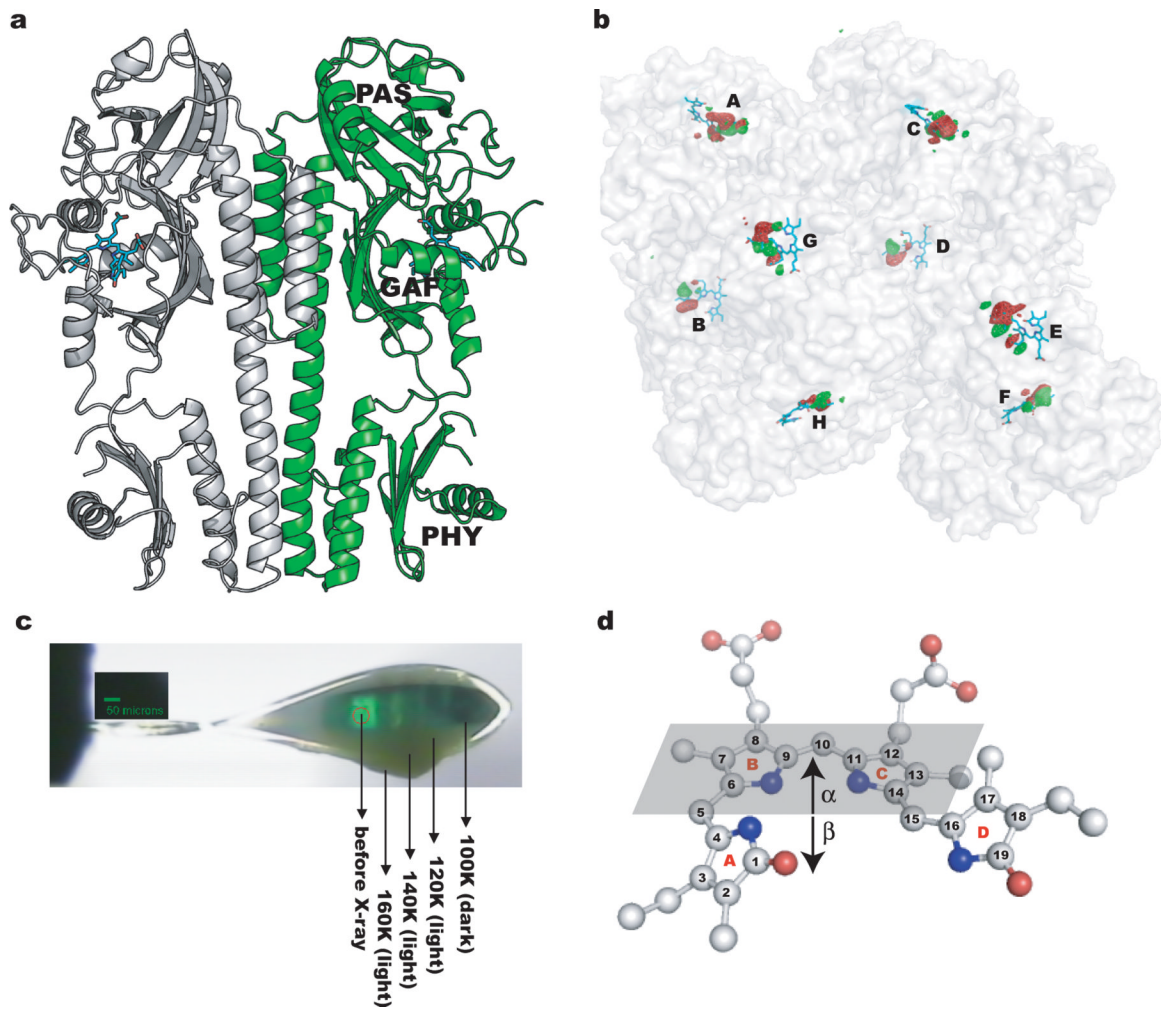 a
PAS
GAF
PHY
b
A
C
G
D
B
E
F
H
c
50 microns
before X-ray
160K (light)
140K (light)
120K (light)
100K (dark)
d
8
9
10
11
12
7
B
C
13
6
14
α
5
β
15
16
17
18
4
D
A
1
19
3
2